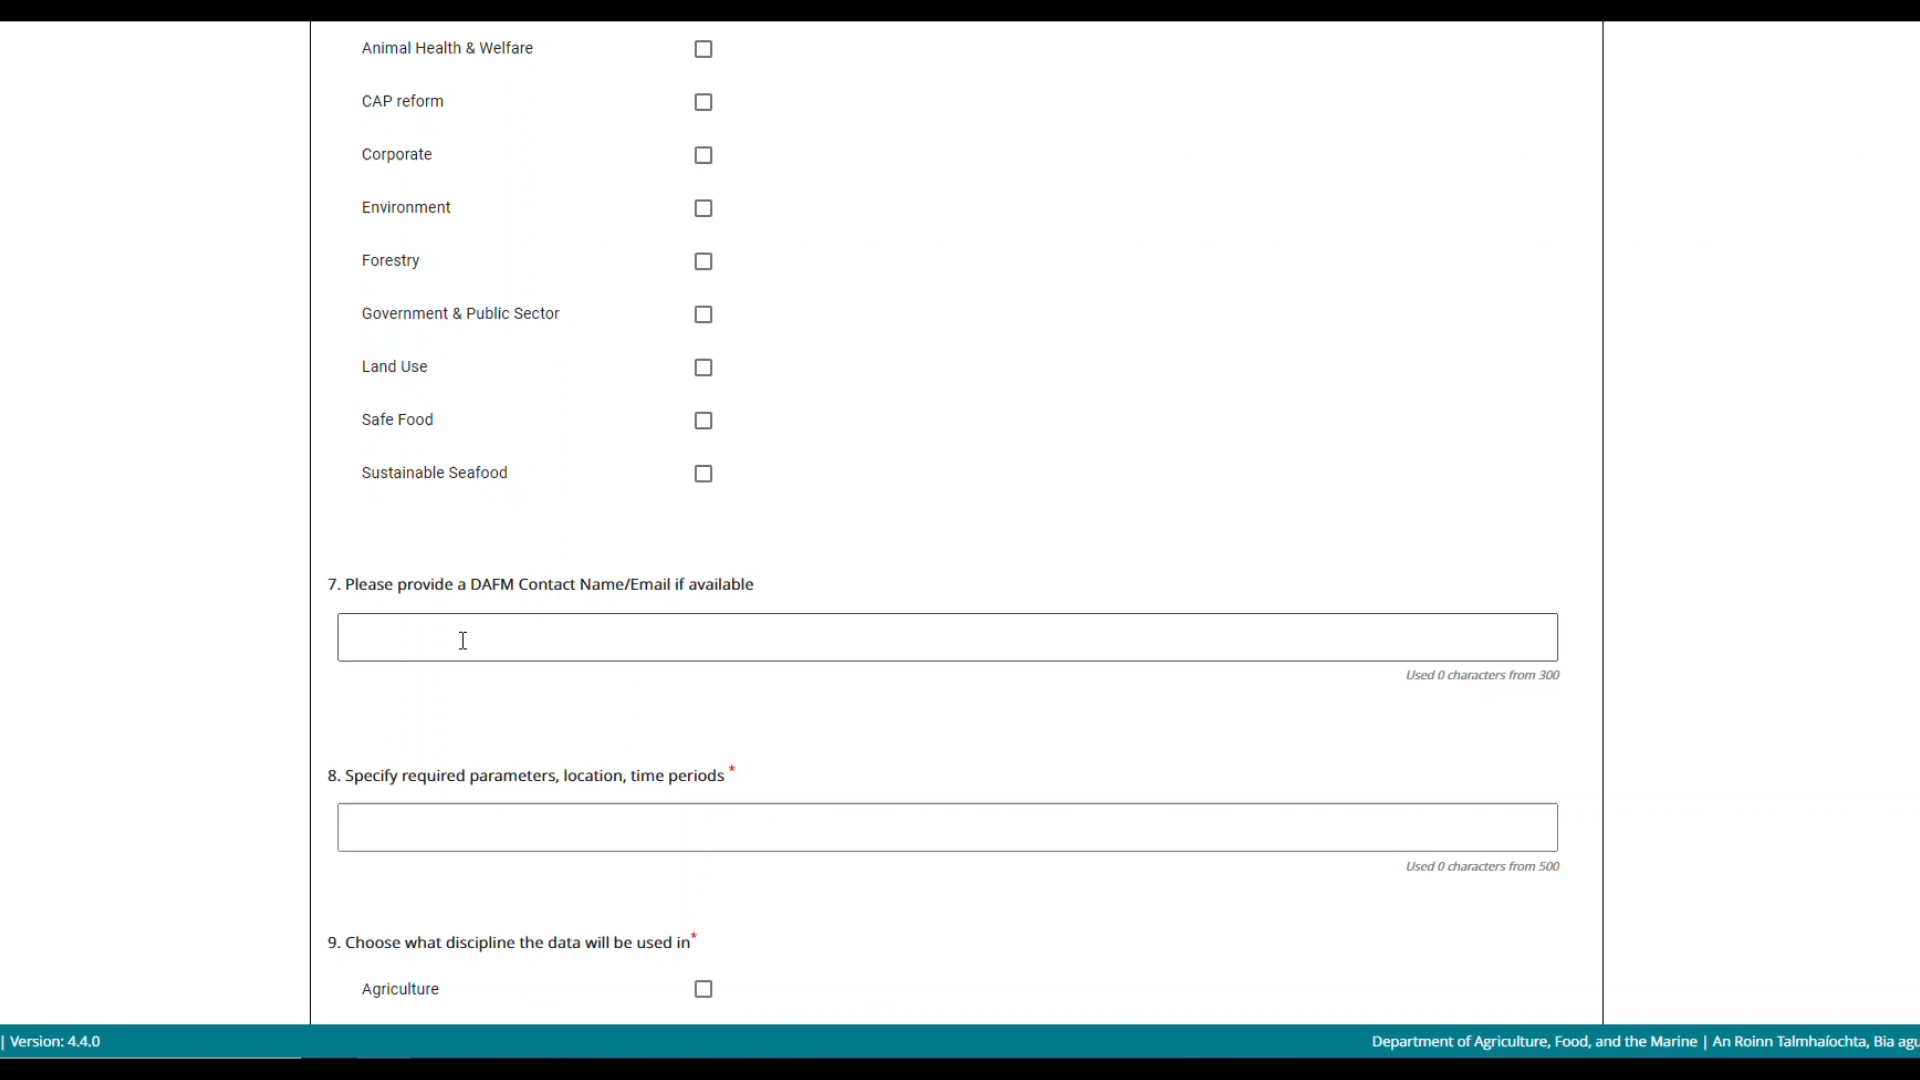 Animal Health & Welfare
CAP reform
Corporate
Environment
Forestry
Government & Public Sector
Land Use
Safe Food
Sustainable Seafood
7. Please provide a DAFM Contact Name/Email if available
Used 0 characters from 300
8. Specify required parameters, location, time periods *
Used 0 characters from 500
9. Choose what discipline the data will be used in*
Agriculture
| Version: 4.4.0
Department of Agriculture, Food, and the Marine | An Roinn Talmhaíochta, Bia agu